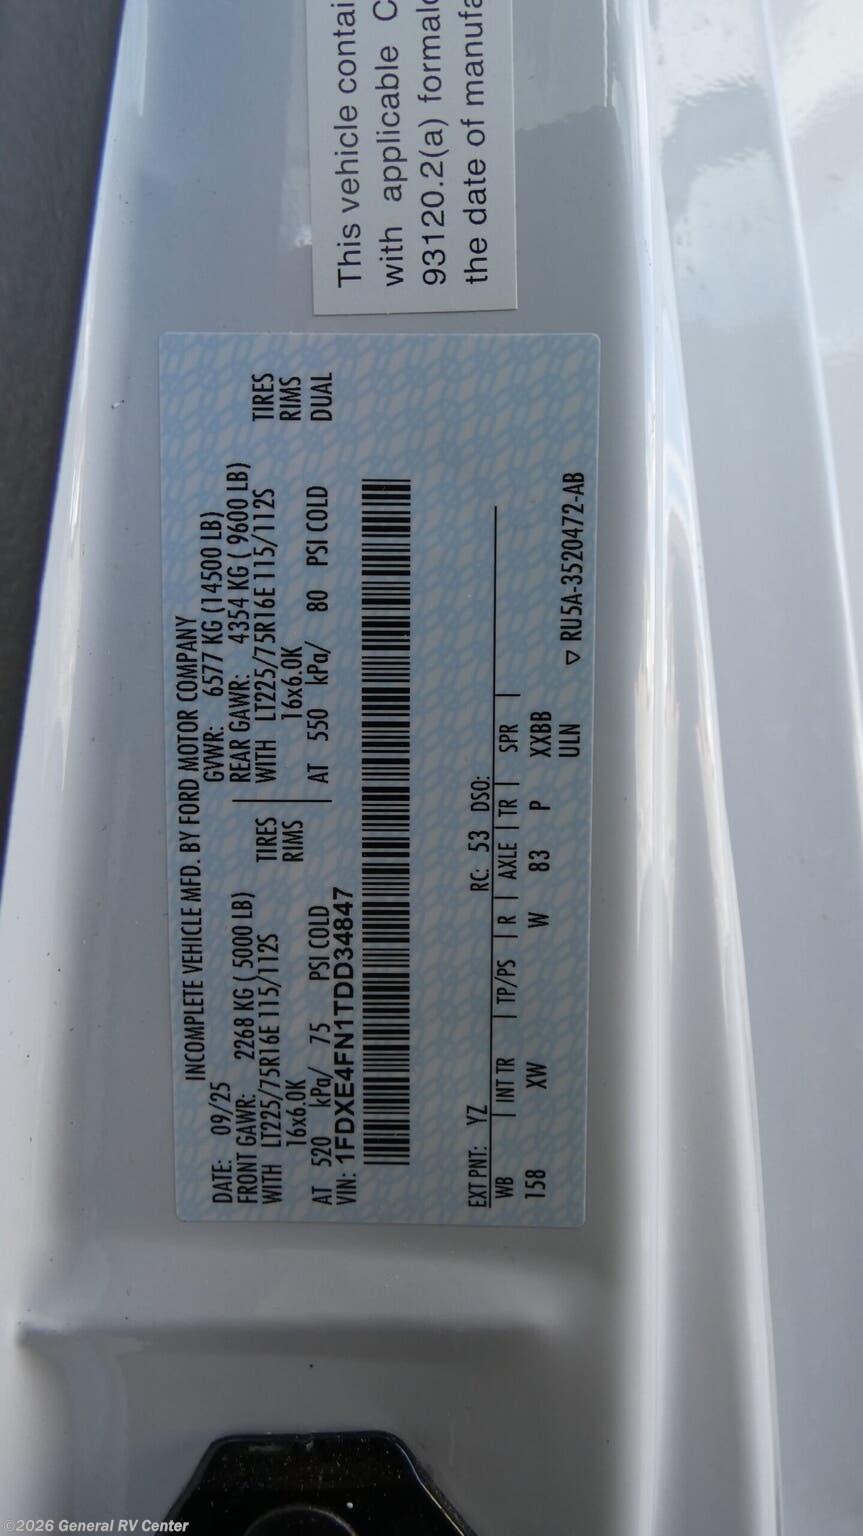 This vehicle contai
with applicable C
93120.2(a) formald
the date of manufa
INCOMPLETE VEHICLE MFD. BY FORD MOTOR COMPANY
DATE: 09/25 GVWR: 6577 KG (14500 LB)
FRONT GAWR: 2268 KG ( 5000 LB) REAR GAWR: 4354 KG ( 9600 LB)
WITH LT225/75R16E 115/112S TIRES WITH LT225/75R16E 115/112S TIRES
16x6.0K RIMS 16x6.0K RIMS
AT 520 kPa/ 75 PSI COLD AT 550 kPa/ 80 PSI COLD DUAL
VIN: 1FDXE4FN1TDD34847
EXT PNT: YZ RC: 53 DSO:
WB | INT TR | TP/PS | R | AXLE | TR | SPR |
158 XW W 83 P XXBB
ULN
▽ RU5A-3520472-AB
©2026 General RV Center